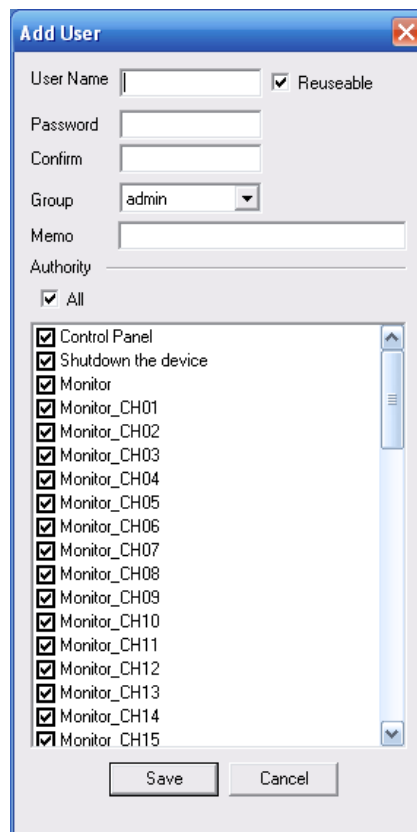 Add User
User Name Reuseable
Password
Confirm
Group admin
Memo
Authority
All
Control Panel
Shutdown the device
Monitor
Monitor_CH01
Monitor_CH02
Monitor_CH03
Monitor_CH04
Monitor_CH05
Monitor_CH06
Monitor_CH07
Monitor_CH08
Monitor_CH09
Monitor_CH10
Monitor_CH11
Monitor_CH12
Monitor_CH13
Monitor_CH14
Monitor_CH15
Save Cancel